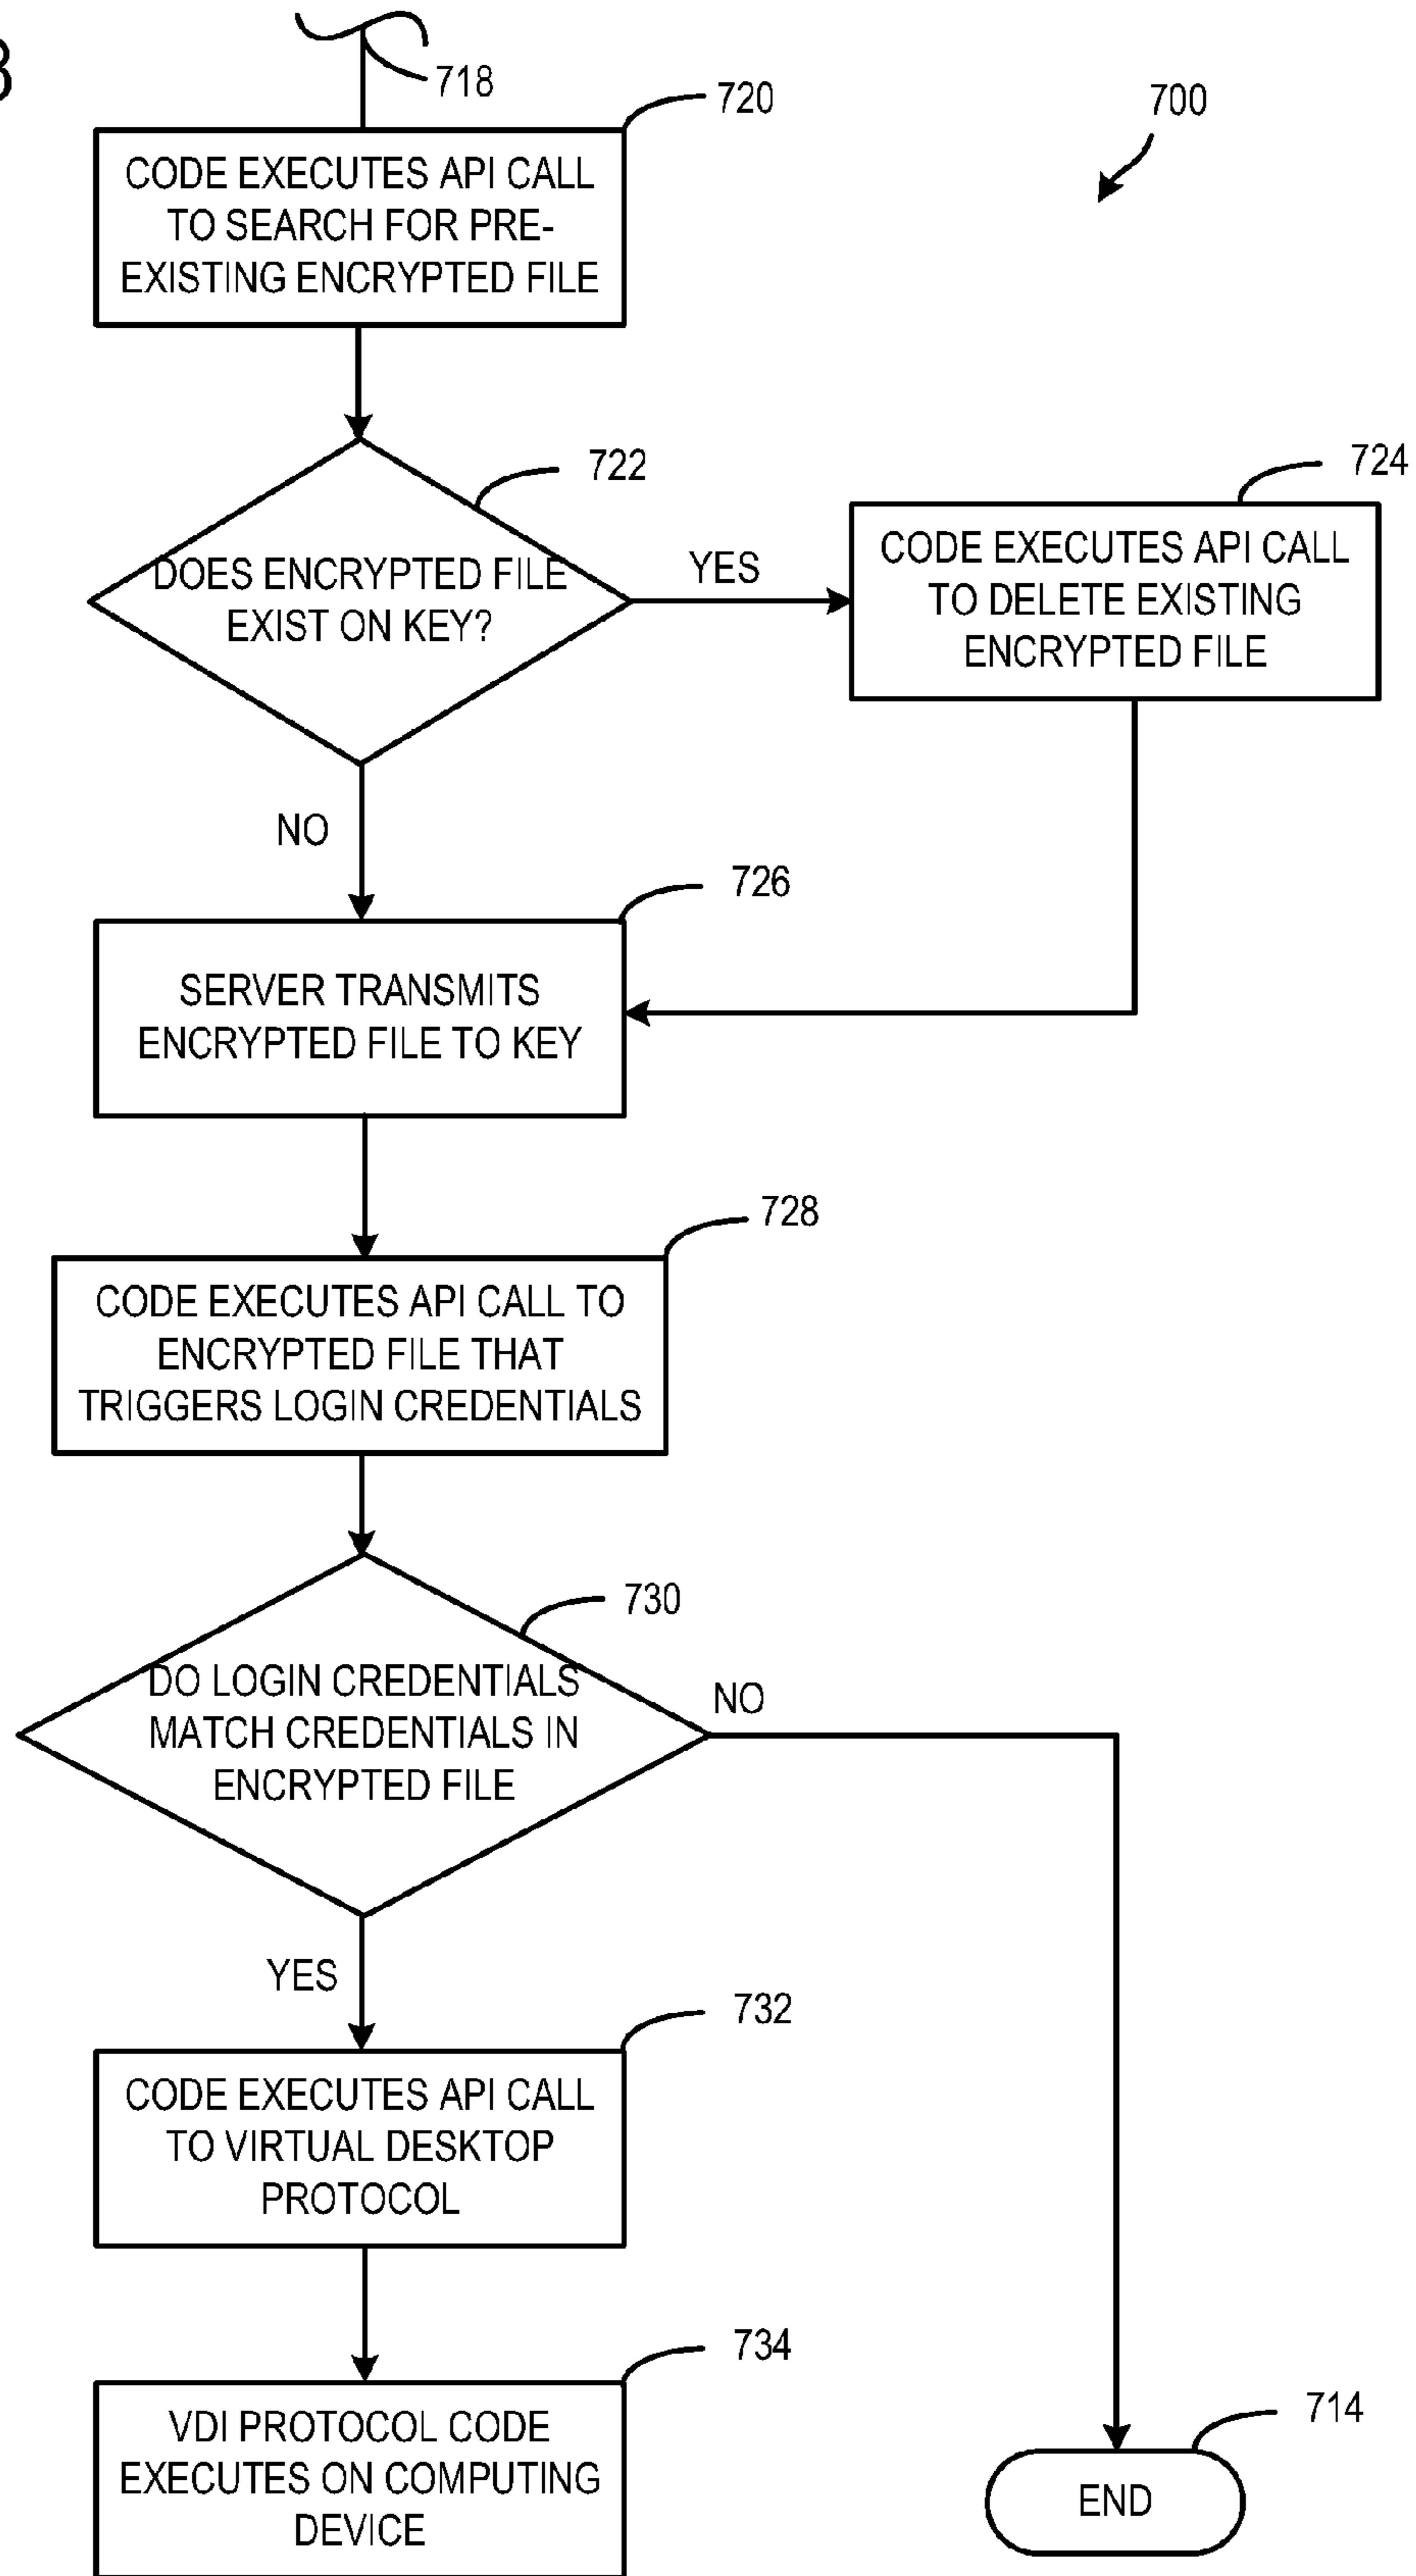 718
720
700
CODE EXECUTES API CALL
TO SEARCH FOR PRE-
EXISTING ENCRYPTED FILE
722
724
DOES ENCRYPTED FILE
EXIST ON KEY?
YES
CODE EXECUTES API CALL
TO DELETE EXISTING
ENCRYPTED FILE
NO
726
SERVER TRANSMITS
ENCRYPTED FILE TO KEY
728
CODE EXECUTES API CALL TO
ENCRYPTED FILE THAT
TRIGGERS LOGIN CREDENTIALS
730
DO LOGIN CREDENTIALS
MATCH CREDENTIALS IN
ENCRYPTED FILE
NO
YES
732
CODE EXECUTES API CALL
TO VIRTUAL DESKTOP
PROTOCOL
734
VDI PROTOCOL CODE
EXECUTES ON COMPUTING
DEVICE
714
END